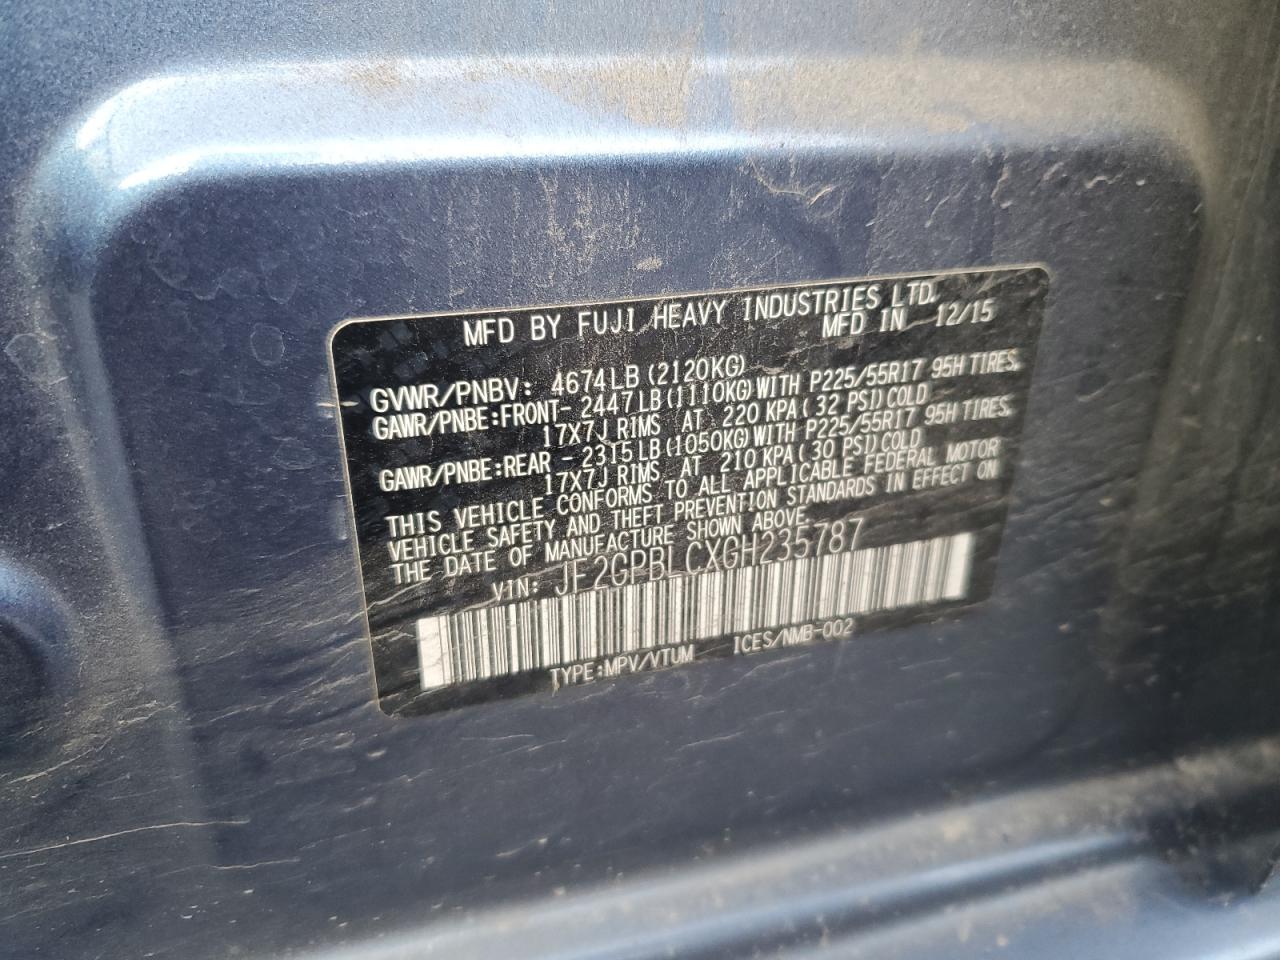 MFD BY FUJI HEAVY INDUSTRIES LTD.
MFD IN 12/15
GVWR/PNBV: 4674LB (2120KG)
GAWR/PNBE:FRONT- 2447LB(1110KG)WITH P225/55R17 95H TIRES,
17X7J RIMS AT 220 KPA(32 PSI)COLD
GAWR/PNBE:REAR - 2315LB(1050KG)WITH P225/55R17 95H TIRES,
17X7J RIMS AT 210 KPA(30 PSI)COLD
THIS VEHICLE CONFORMS TO ALL APPLICABLE FEDERAL MOTOR
VEHICLE SAFETY AND THEFT PREVENTION STANDARDS IN EFFECT ON
THE DATE OF MANUFACTURE SHOWN ABOVE.
VIN: JF2GPBLCXGH235787
TYPE:MPV/VTUM ICES/NMB-002